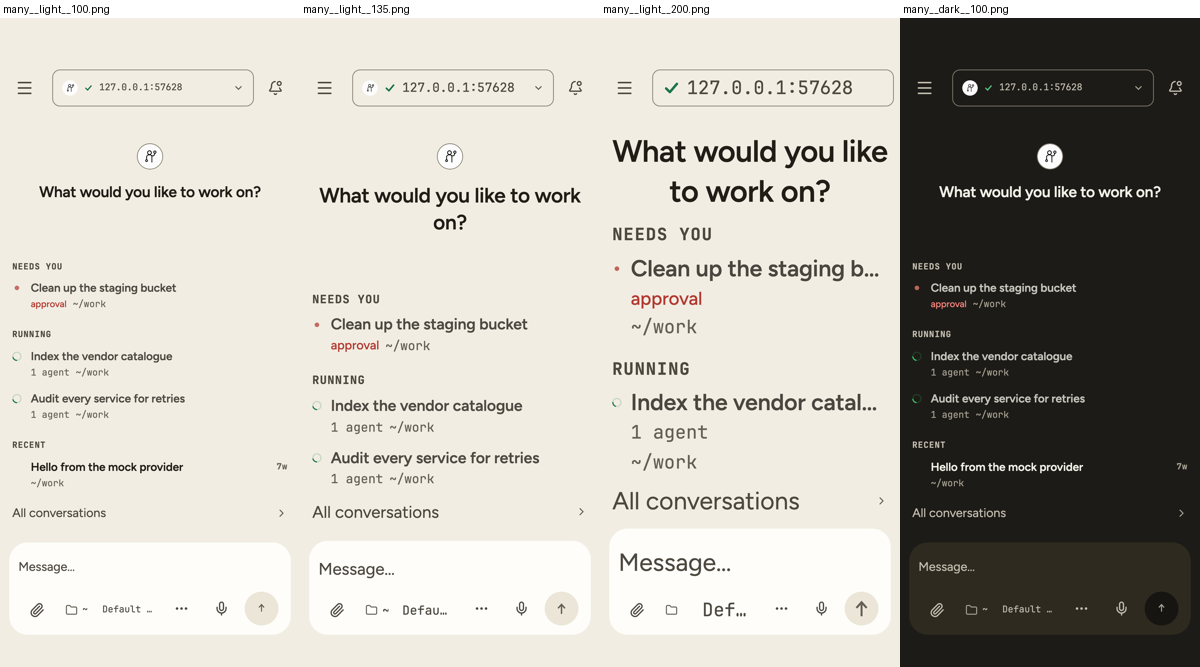 many__light__100.png
127.0.0.1:57628
What would you like to work on?
NEEDS YOU
Clean up the staging bucket
approval ~/work
RUNNING
Index the vendor catalogue
1 agent ~/work
Audit every service for retries
1 agent ~/work
RECENT
Hello from the mock provider 7w
~/work
All conversations
Message...
~ Default …
many__light__135.png
127.0.0.1:57628
What would you like to work
on?
NEEDS YOU
Clean up the staging bucket
approval ~/work
RUNNING
Index the vendor catalogue
1 agent ~/work
Audit every service for retries
1 agent ~/work
All conversations
Message...
~ Defau…
many__light__200.png
127.0.0.1:57628
What would you like
to work on?
NEEDS YOU
Clean up the staging b...
approval
~/work
RUNNING
Index the vendor catal...
1 agent
~/work
All conversations
Message...
Def…
many__dark__100.png
127.0.0.1:57628
What would you like to work on?
NEEDS YOU
Clean up the staging bucket
approval ~/work
RUNNING
Index the vendor catalogue
1 agent ~/work
Audit every service for retries
1 agent ~/work
RECENT
Hello from the mock provider 7w
~/work
All conversations
Message...
~ Default …